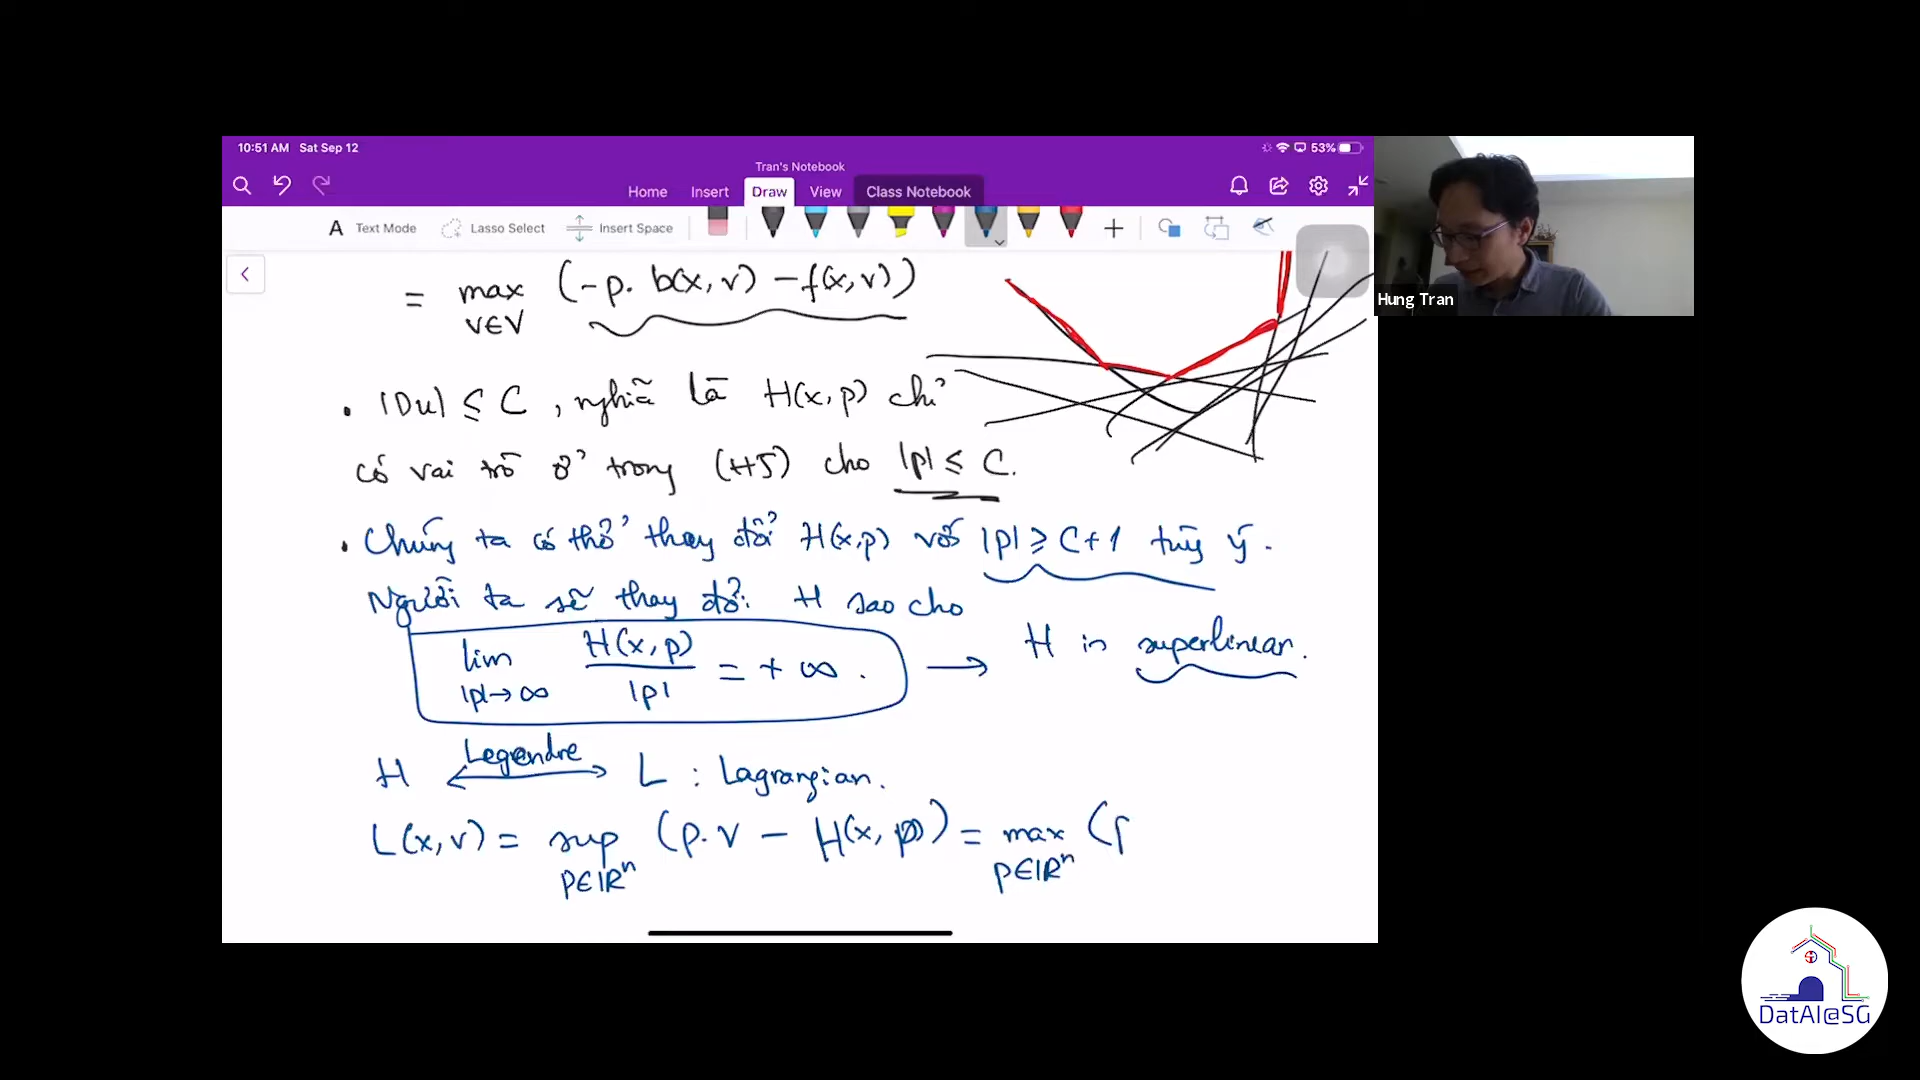 10:51 AM Sat Sep 12
53%
Tran's Notebook
Home Insert Draw View Class Notebook
A Text Mode Lasso Select Insert Space
= max (-p. b(x,v) - f(x,v))
v∈V
• |Du| ≤ C, nghĩa là H(x,p) chỉ
có vai trò ở trong (HJ) cho |p| ≤ C.
• Chúng ta có thể thay đổi H(x,p) với |p| ≥ C+1 tùy ý.
Người ta sẽ thay đổi H sao cho
lim H(x,p)/|p| = +∞. → H is superlinear.
|p|→∞
H ⟷ Legendre L : Lagrangian.
L(x,v) = sup (p.v - H(x,p)) = max (p
p∈ℝⁿ p∈ℝⁿ
Hung Tran
DatAI@SG